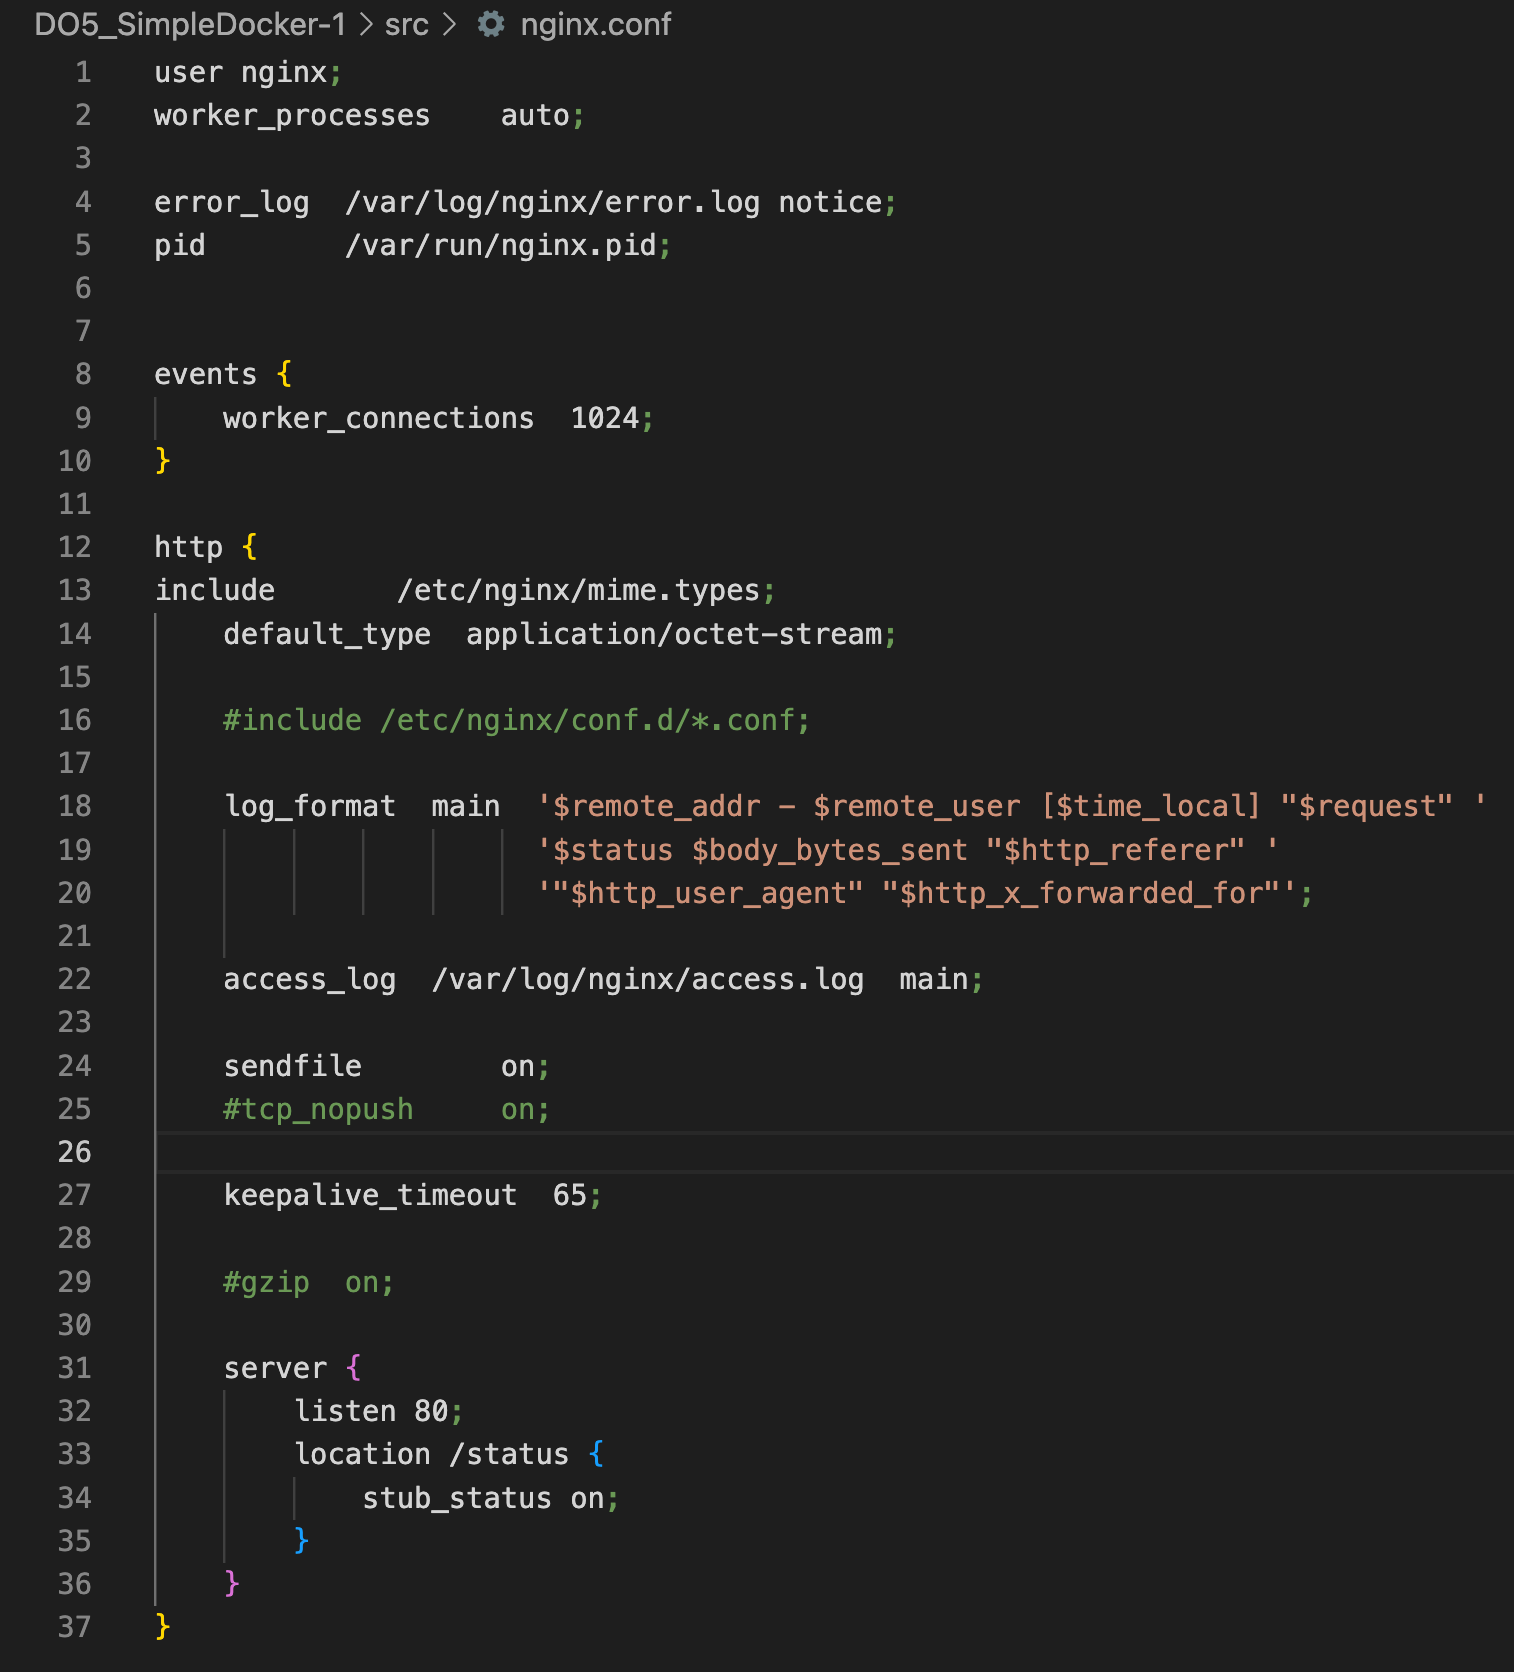 DO5_SimpleDocker-1 > src > nginx.conf
1 user nginx;
2 worker_processes    auto;
3
4 error_log  /var/log/nginx/error.log notice;
5 pid        /var/run/nginx.pid;
6
7
8 events {
9     worker_connections  1024;
10 }
11
12 http {
13 include       /etc/nginx/mime.types;
14     default_type  application/octet-stream;
15
16     #include /etc/nginx/conf.d/*.conf;
17
18     log_format  main  '$remote_addr - $remote_user [$time_local] "$request" '
19                       '$status $body_bytes_sent "$http_referer" '
20                       '"$http_user_agent" "$http_x_forwarded_for"';
21
22     access_log  /var/log/nginx/access.log  main;
23
24     sendfile        on;
25     #tcp_nopush     on;
26
27     keepalive_timeout  65;
28
29     #gzip  on;
30
31     server {
32         listen 80;
33         location /status {
34             stub_status on;
35         }
36     }
37 }